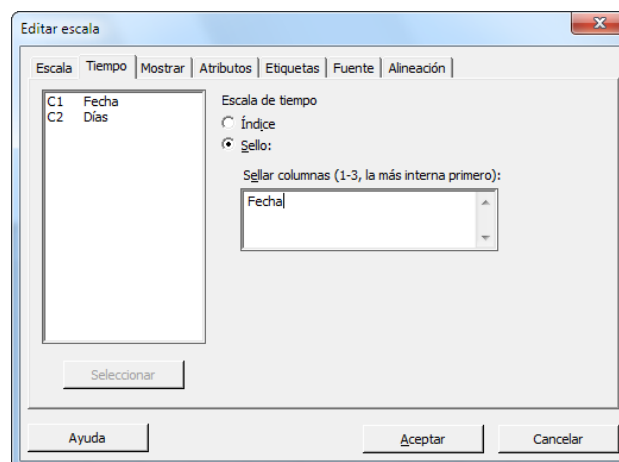 Editar escala
Escala Tiempo Mostrar Atributos Etiquetas Fuente Alineación
C1 Fecha
C2 Días
Escala de tiempo
Índice
Sello:
Sellar columnas (1-3, la más interna primero):
Fecha
Seleccionar
Ayuda Aceptar Cancelar